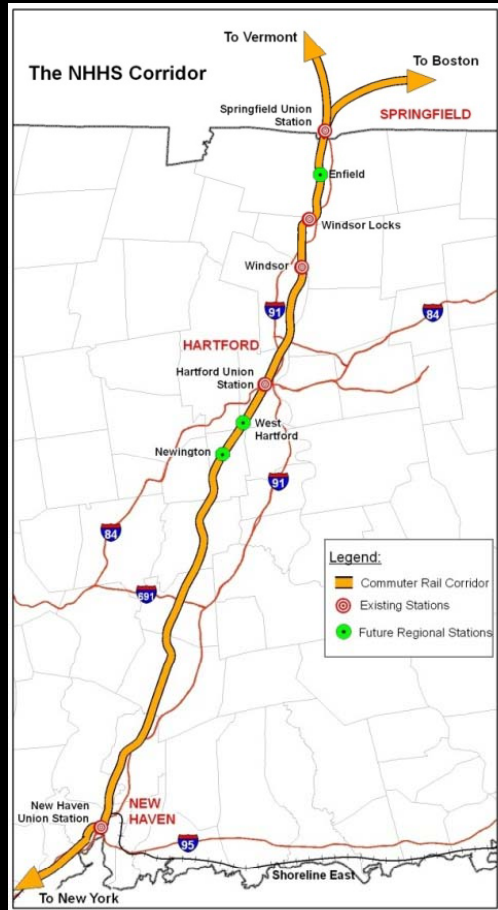 To Vermont
To Boston
The NHHS Corridor
Springfield Union
Station
SPRINGFIELD
Enfield
Windsor Locks
Windsor
91
84
HARTFORD
Hartford Union
Station
West
Hartford
Newington
91
84
Legend:
Commuter Rail Corridor
Existing Stations
Future Regional Stations
691
New Haven
Union Station
NEW
HAVEN
95
Shoreline East
To New York